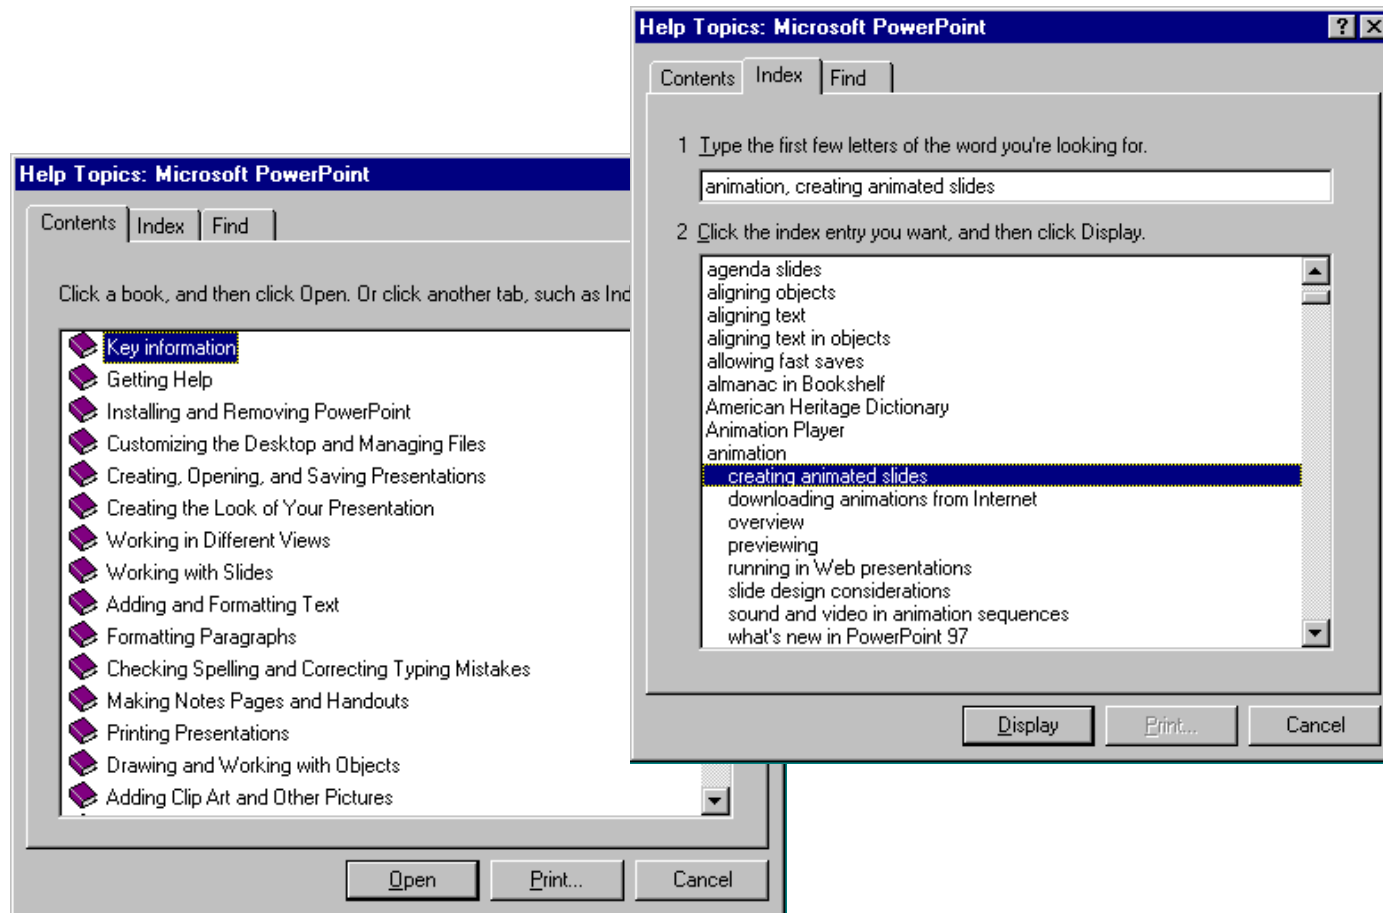 Help Topics: Microsoft PowerPoint
Contents Index Find
Click a book, and then click Open. Or click another tab, such as Ind
Key information
Getting Help
Installing and Removing PowerPoint
Customizing the Desktop and Managing Files
Creating, Opening, and Saving Presentations
Creating the Look of Your Presentation
Working in Different Views
Working with Slides
Adding and Formatting Text
Formatting Paragraphs
Checking Spelling and Correcting Typing Mistakes
Making Notes Pages and Handouts
Printing Presentations
Drawing and Working with Objects
Adding Clip Art and Other Pictures
Open Print... Cancel
Help Topics: Microsoft PowerPoint
Contents Index Find
1 Type the first few letters of the word you're looking for.
animation, creating animated slides
2 Click the index entry you want, and then click Display.
agenda slides
aligning objects
aligning text
aligning text in objects
allowing fast saves
almanac in Bookshelf
American Heritage Dictionary
Animation Player
animation
creating animated slides
downloading animations from Internet
overview
previewing
running in Web presentations
slide design considerations
sound and video in animation sequences
what's new in PowerPoint 97
Display Print... Cancel